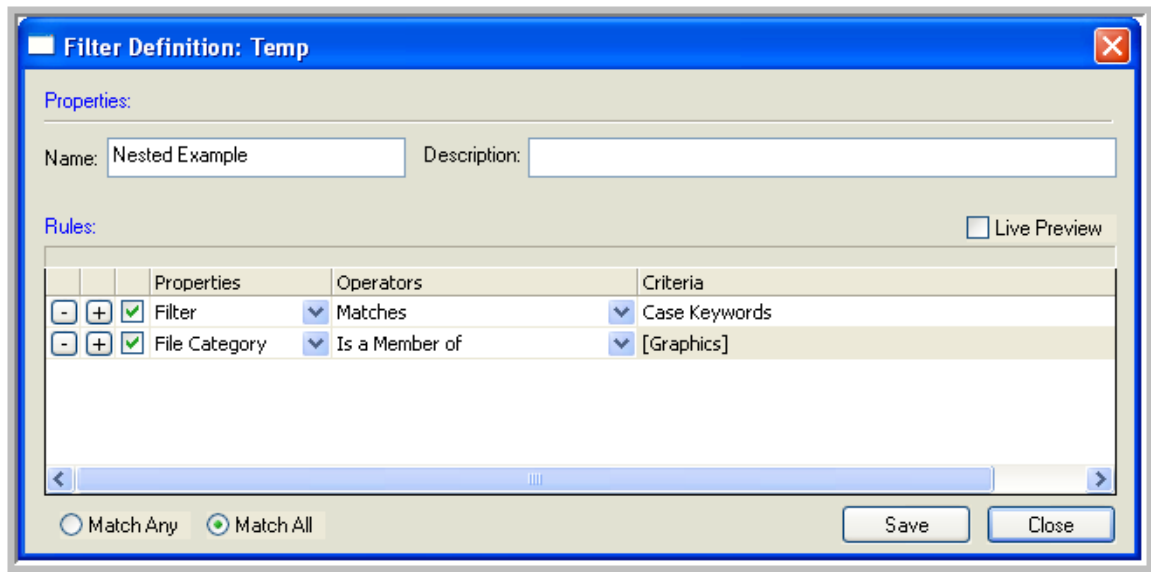 Filter Definition: Temp
Properties:
Name: Nested Example Description:
Rules: Live Preview
Properties Operators Criteria
- + Filter Matches Case Keywords
- + File Category Is a Member of [Graphics]
Match Any Match All Save Close